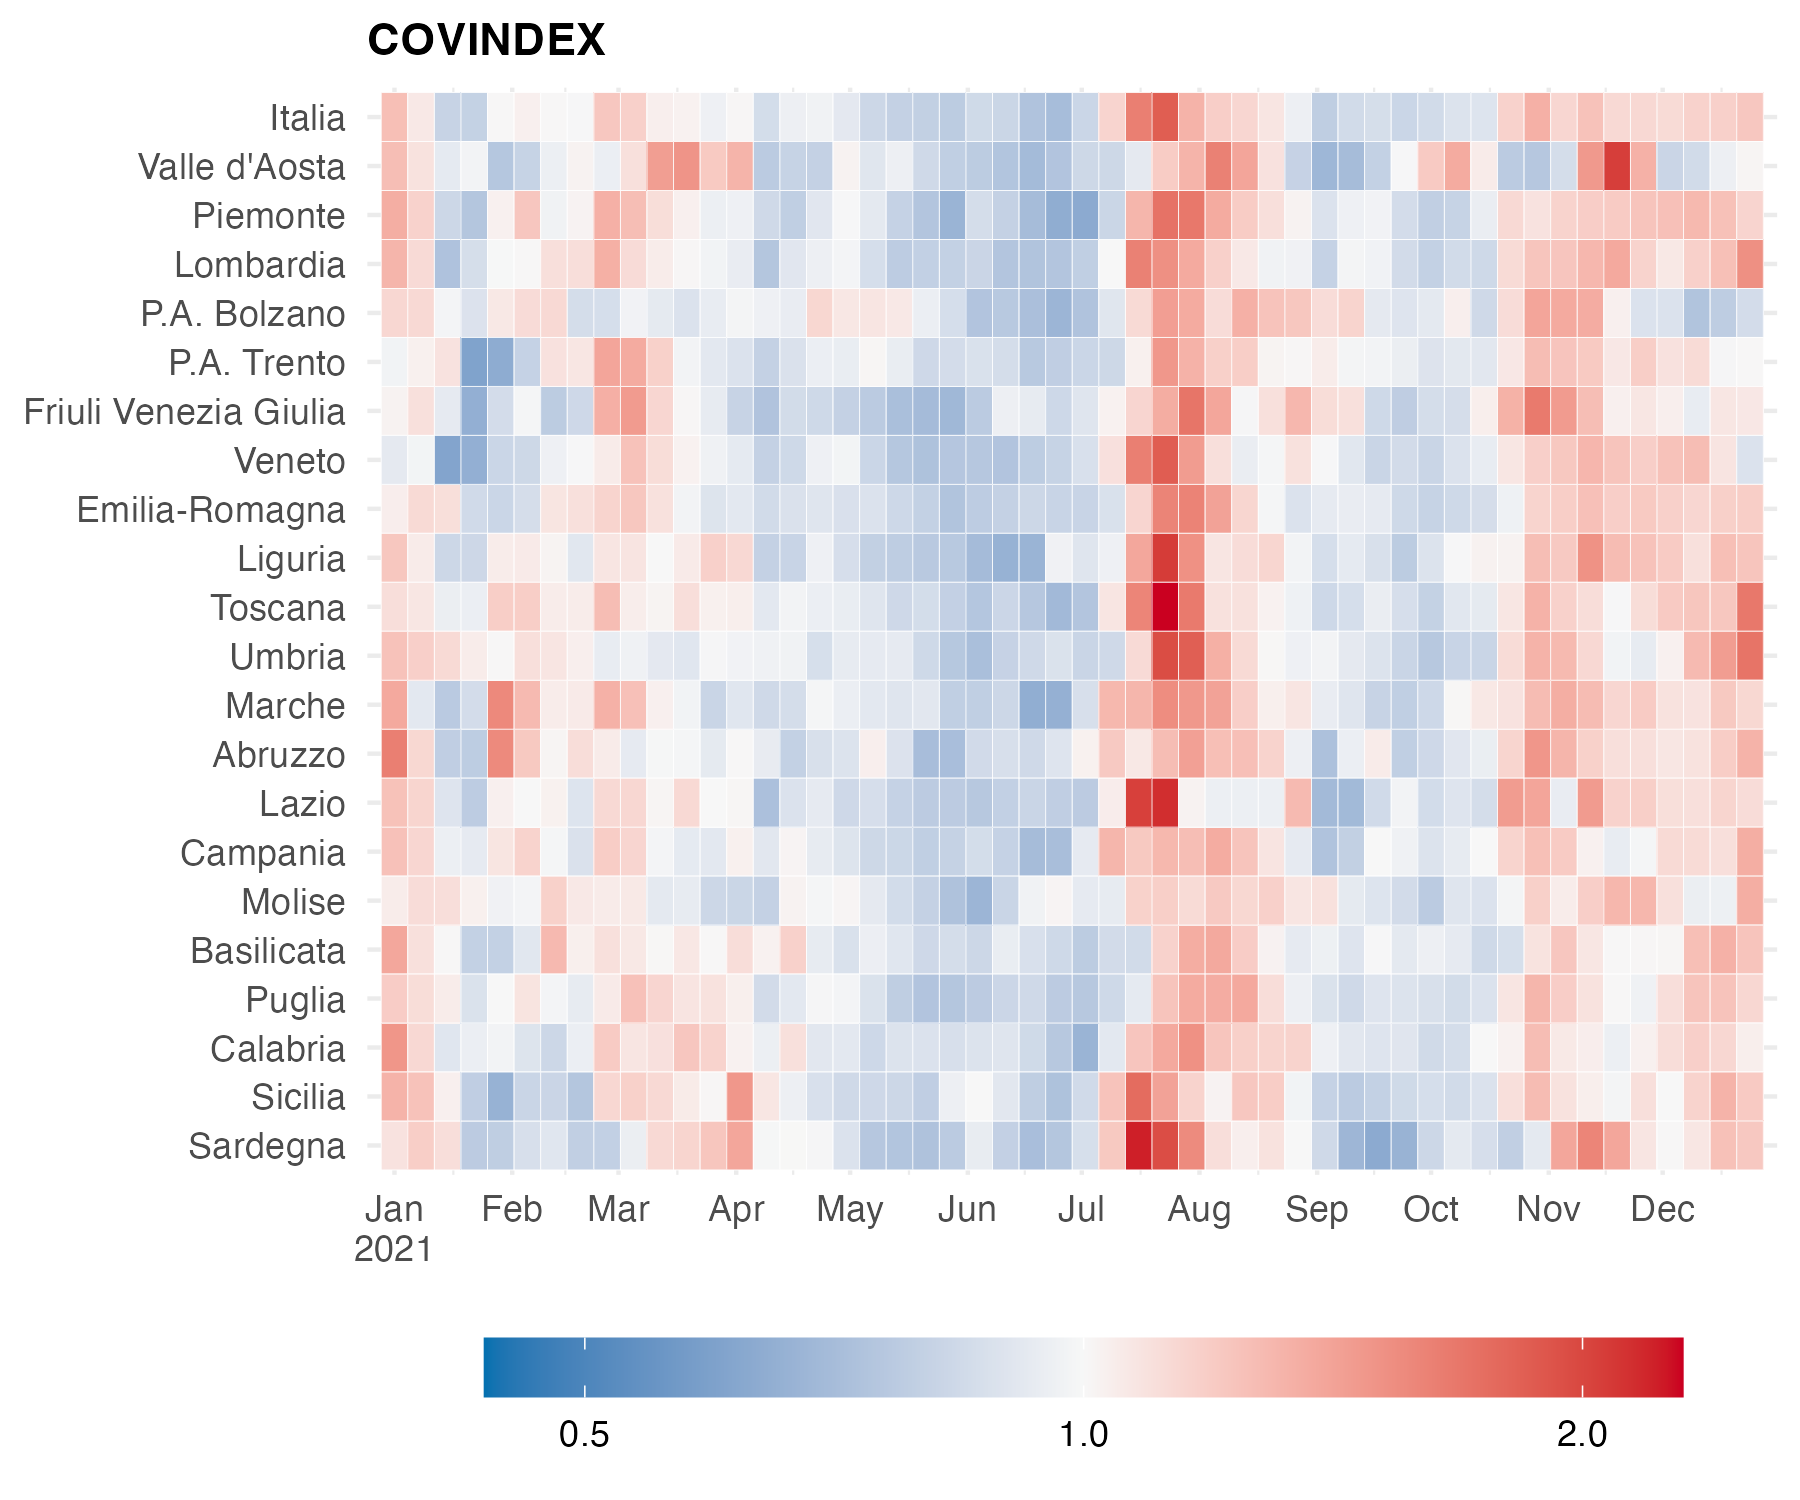 COVINDEX
Italia
Valle d'Aosta
Piemonte
Lombardia
P.A. Bolzano
P.A. Trento
Friuli Venezia Giulia
Veneto
Emilia-Romagna
Liguria
Toscana
Umbria
Marche
Abruzzo
Lazio
Campania
Molise
Basilicata
Puglia
Calabria
Sicilia
Sardegna
Jan Feb Mar Apr May Jun Jul Aug Sep Oct Nov Dec
2021
0.5 1.0 2.0